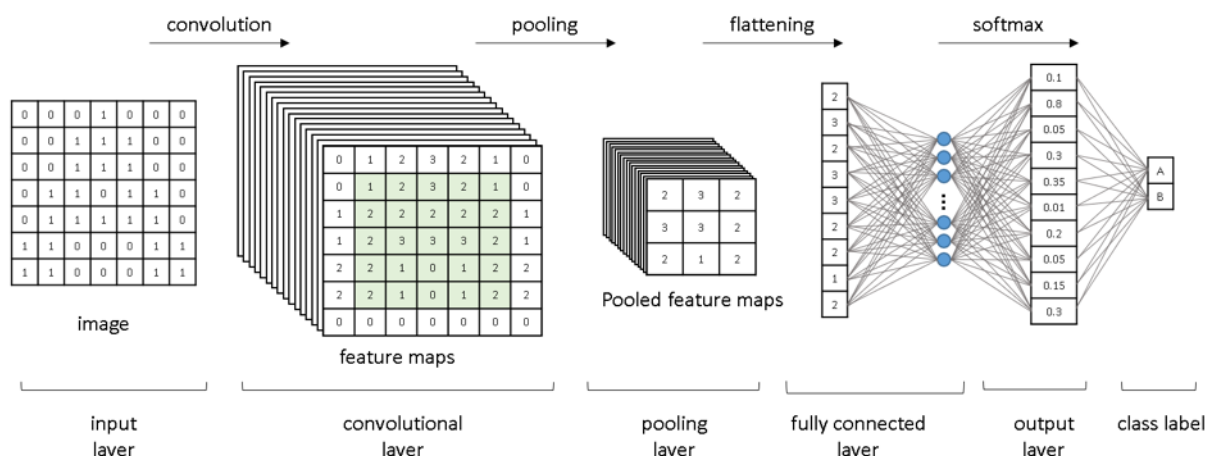 convolution pooling flattening softmax
0 0 0 1 0 0 0
0 0 1 1 1 0 0
0 0 1 1 1 0 0
0 1 1 0 1 1 0
0 1 1 1 1 1 0
1 1 0 0 0 1 1
1 1 0 0 0 1 1
image
0 1 2 3 2 1 0
0 1 2 3 2 1 0
1 2 2 2 2 2 1
1 2 3 3 3 2 1
2 2 1 0 1 2 2
2 2 1 0 1 2 2
0 0 0 0 0 0 0
feature maps
2 3 2
3 3 2
2 1 2
Pooled feature maps
2
3
2
3
3
2
2
1
2
0.1
0.8
0.05
0.3
0.35
0.01
0.2
0.05
0.15
0.3
A
B
input
layer
convolutional
layer
pooling
layer
fully connected
layer
output
layer
class label